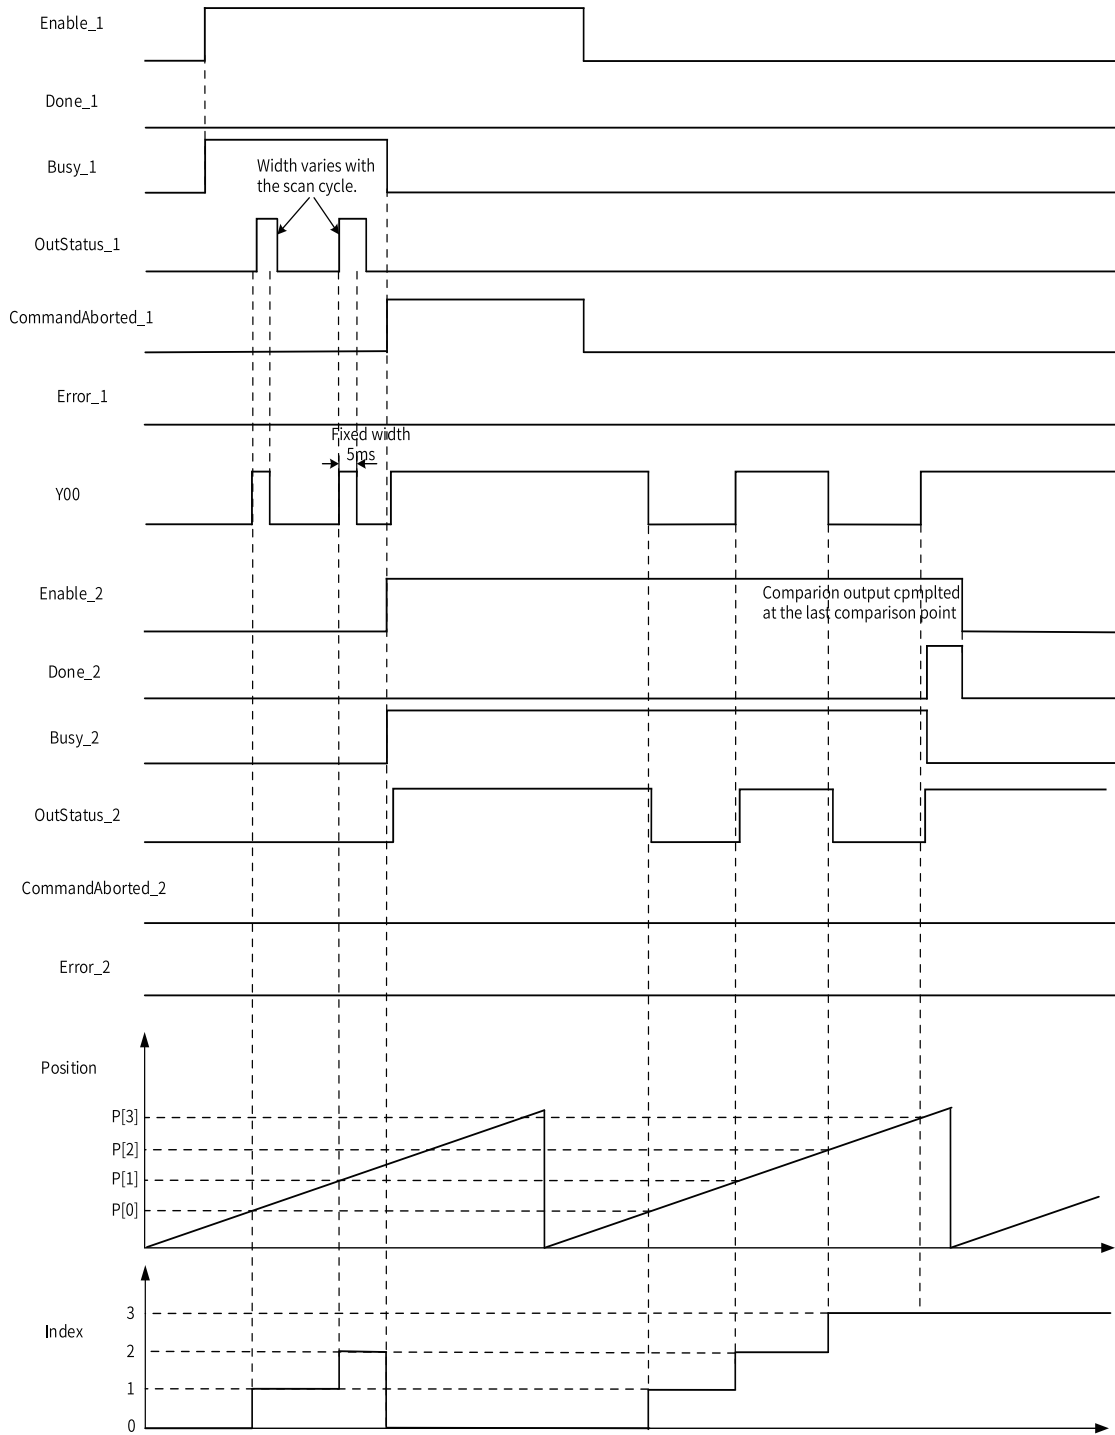 Enable_1
Done_1
Busy_1
Width varies with
the scan cycle.
OutStatus_1
CommandAborted_1
Error_1
Fixed width
5ms
Y00
Enable_2
Comparion output cpmplted
at the last comparison point
Done_2
Busy_2
OutStatus_2
CommandAborted_2
Error_2
Position
P[3]
P[2]
P[1]
P[0]
3
Index
2
1
0